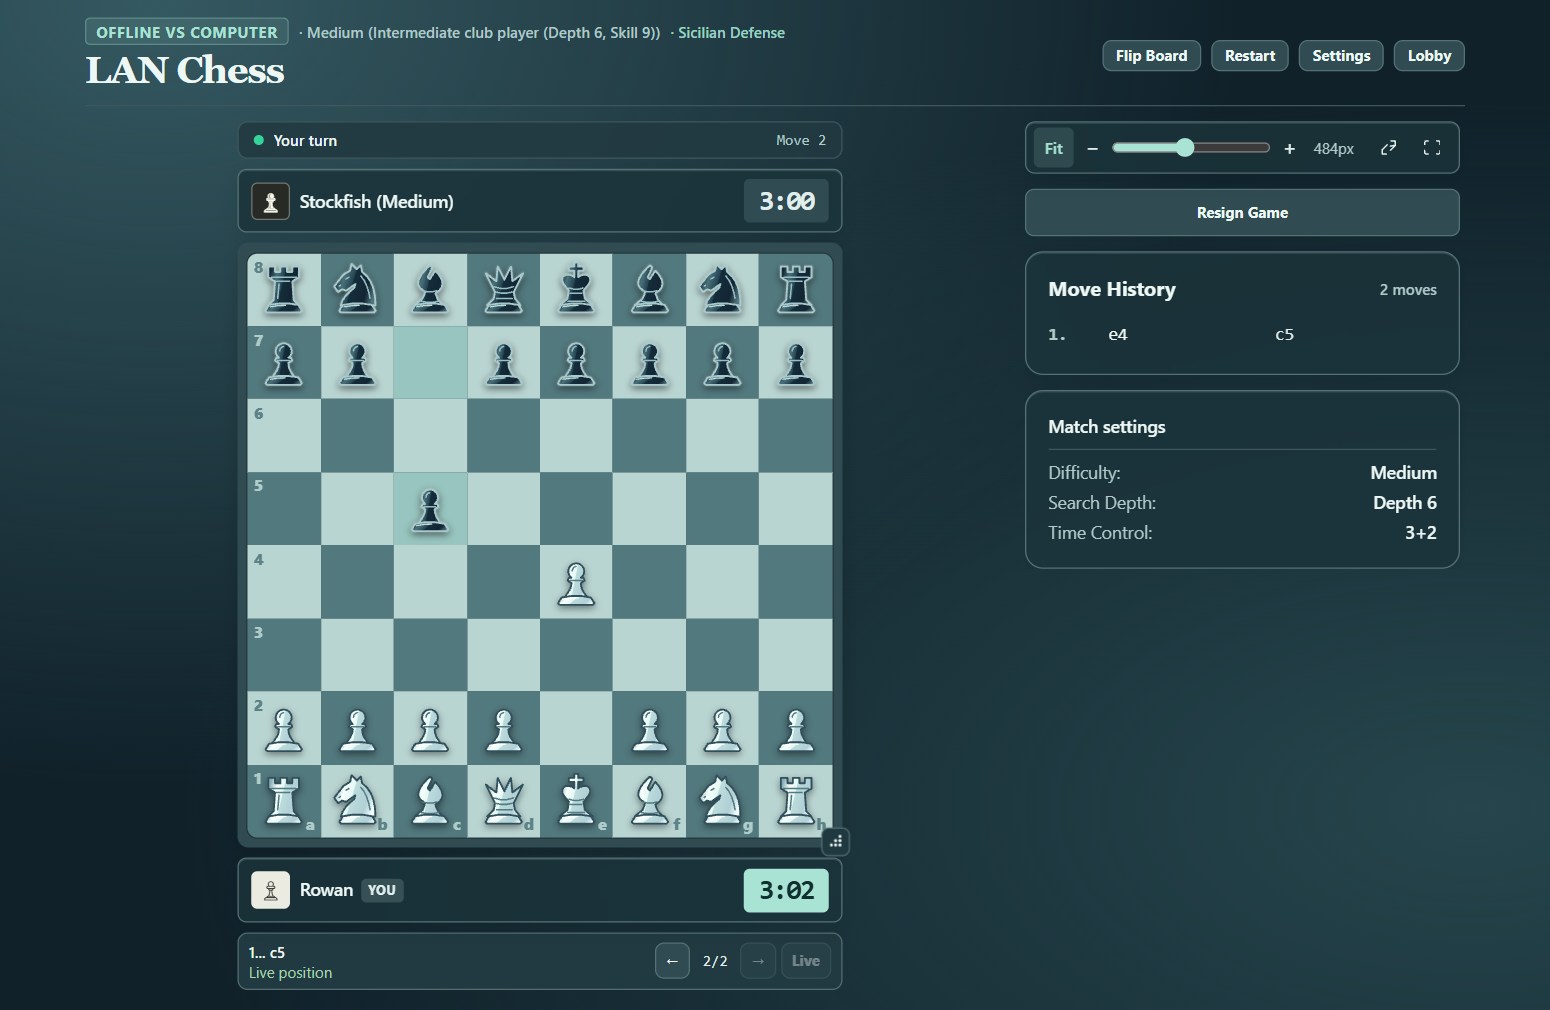 OFFLINE VS COMPUTER · Medium (Intermediate club player (Depth 6, Skill 9)) · Sicilian Defense
LAN Chess
Flip Board Restart Settings Lobby
Your turn Move 2
Fit − + 484px
Stockfish (Medium) 3:00
Resign Game
Move History 2 moves
1. e4 c5
Match settings
Difficulty: Medium
Search Depth: Depth 6
Time Control: 3+2
8
7
6
5
4
3
2
1
a b c d e f g h
Rowan YOU 3:02
1... c5
Live position
← 2/2 → Live